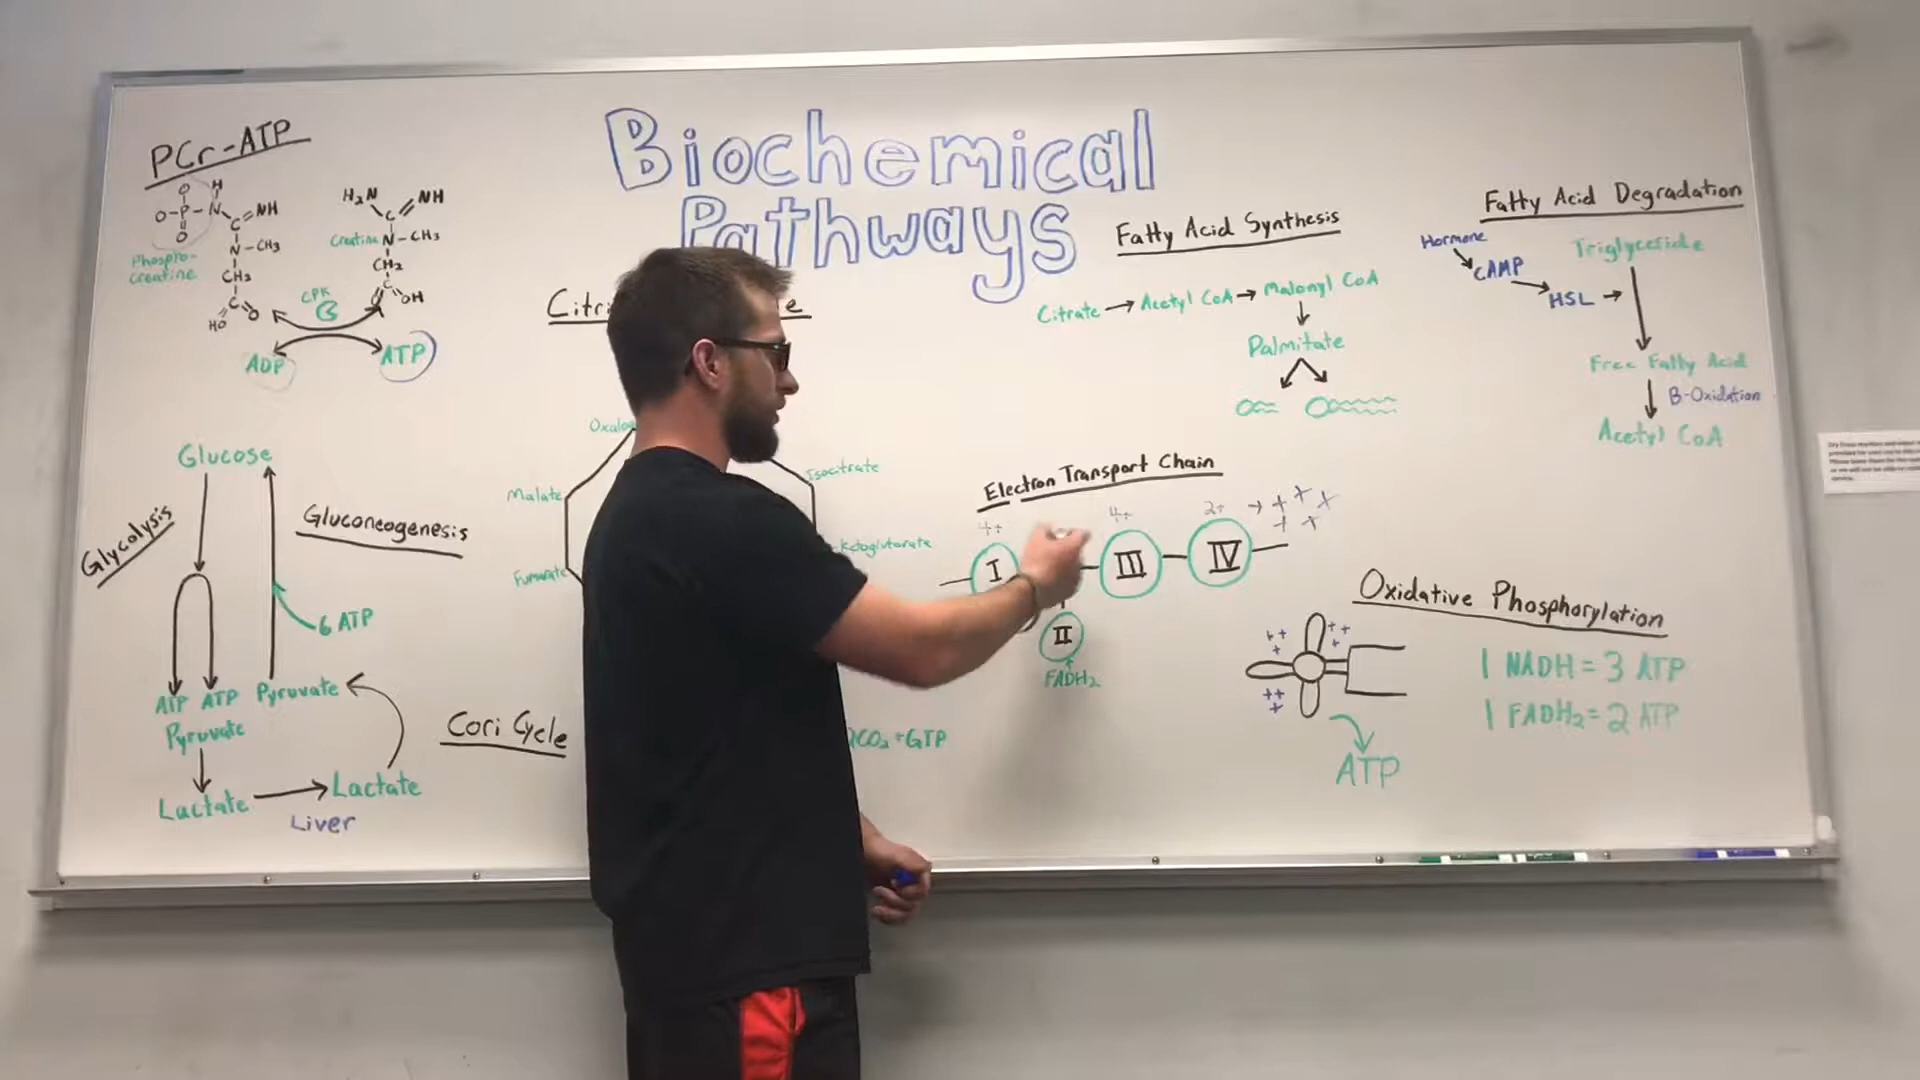 Biochemical
Pathways
PCr-ATP
O
H
O-P-N
C=NH
O
N-CH3
CH2
C
O
HO
Phospro-
creatine
H2N
NH
C
Creatine
N-CH3
CH2
C
O
OH
CPK
ADP
ATP
Glucose
Glycolysis
Gluconeogenesis
6 ATP
ATP ATP Pyruvate
Pyruvate
Lactate
Lactate
Liver
Cori Cycle
Citri
e
Oxaloa
Malate
Fumarate
Isocitrate
Ketoglutarate
2CO2+GTP
Fatty Acid Synthesis
Citrate → Acetyl CoA → Malonyl CoA
Palmitate
Fatty Acid Degradation
Hormone
CAMP
HSL →
Triglyceride
Free Fatty Acid
B-Oxidation
Acetyl CoA
Electron Transport Chain
4+
4+
2+
→ + + + + +
I
III
IV
II
FADH2
Oxidative Phosphorylation
++
+
++
+
++
+
ATP
1 NADH = 3 ATP
1 FADH2 = 2 ATP